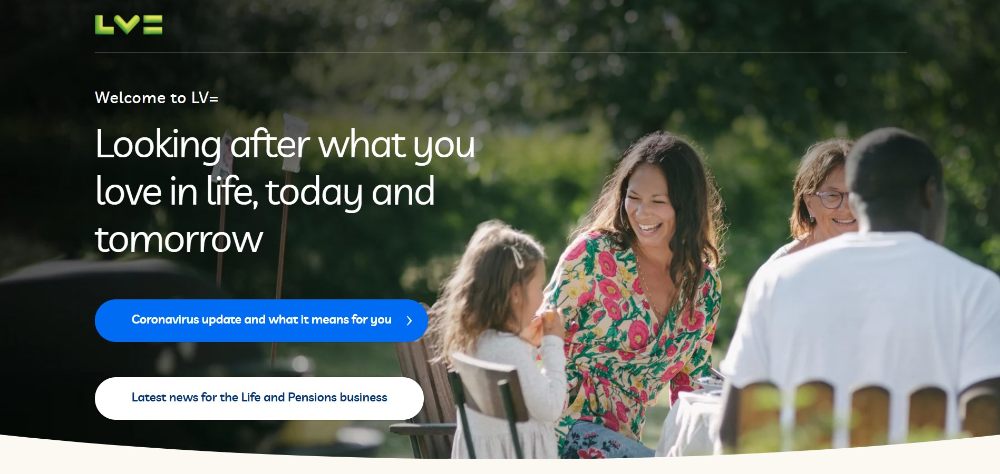 LV=
Welcome to LV=
Looking after what you
love in life, today and
tomorrow
Coronavirus update and what it means for you
Latest news for the Life and Pensions business